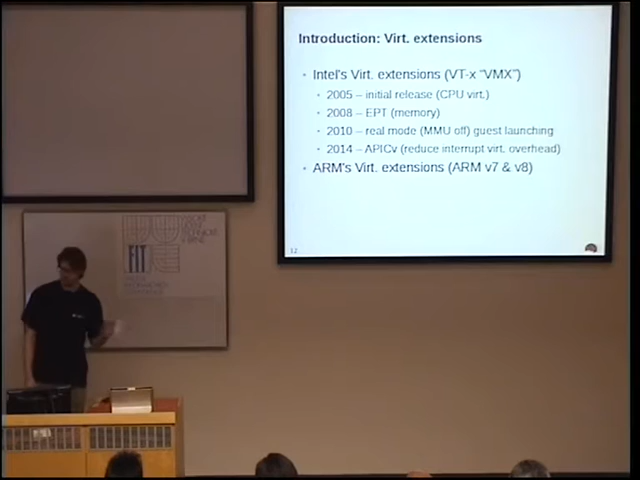 Introduction: Virt. extensions
Intel's Virt. extensions (VT-x "VMX")
2005 – initial release (CPU virt.)
2008 – EPT (memory)
2010 – real mode (MMU off) guest launching
2014 – APICv (reduce interrupt virt. overhead)
ARM's Virt. extensions (ARM v7 & v8)
12
FIT